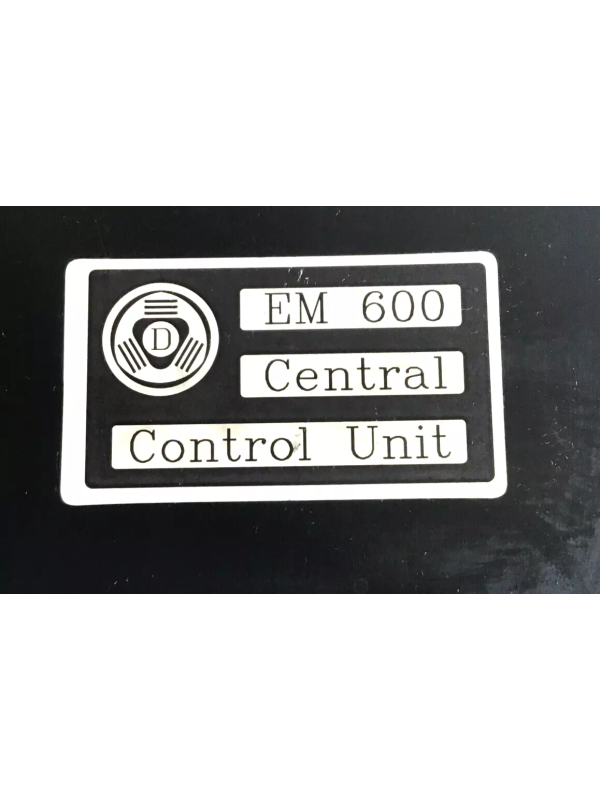 D
EM 600
Central
Control Unit